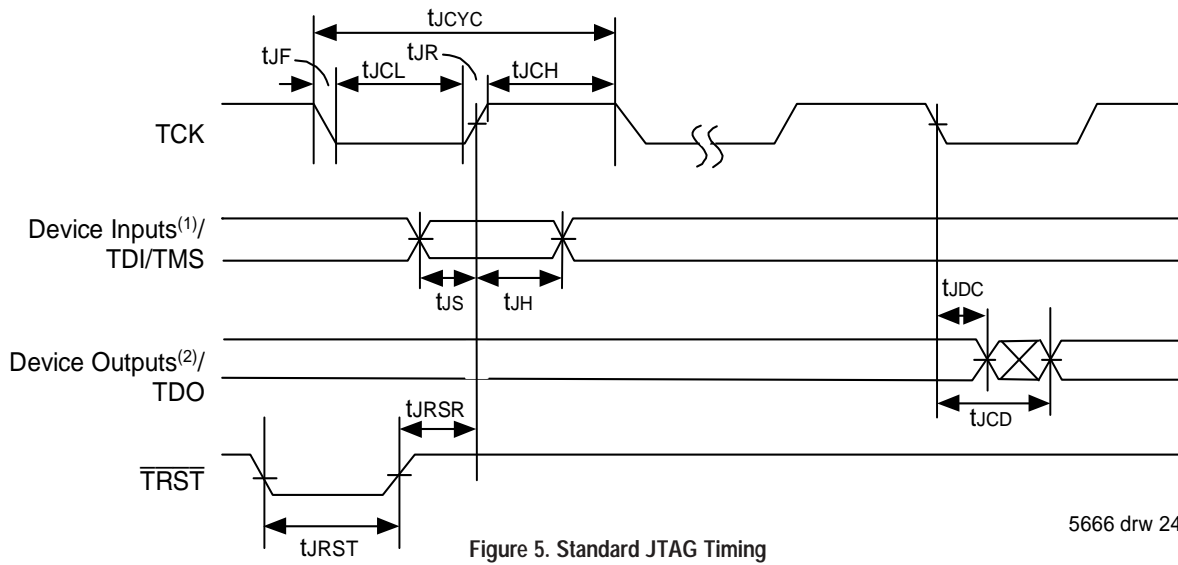 tJCYC
tJF
tJCL
tJR
tJCH
TCK
Device Inputs(1)/
TDI/TMS
tJS
tJH
tJDC
Device Outputs(2)/
TDO
tJRSR
tJCD
TRST
tJRST
5666 drw 24
Figure 5. Standard JTAG Timing